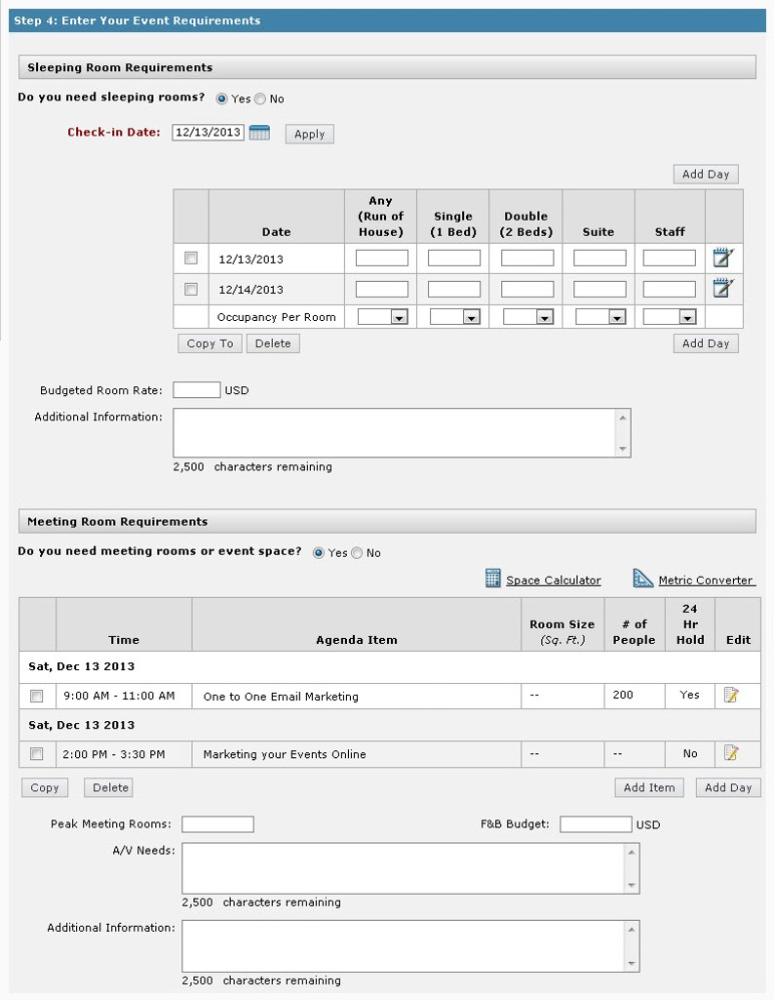 Step 4: Enter Your Event Requirements
Sleeping Room Requirements
Do you need sleeping rooms? Yes No
Check-in Date: 12/13/2013 Apply
Add Day
Date Any (Run of House) Single (1 Bed) Double (2 Beds) Suite Staff
12/13/2013
12/14/2013
Occupancy Per Room
Copy To Delete Add Day
Budgeted Room Rate: USD
Additional Information:
2,500 characters remaining
Meeting Room Requirements
Do you need meeting rooms or event space? Yes No
Space Calculator Metric Converter
Time Agenda Item Room Size (Sq. Ft.) # of People 24 Hr Hold Edit
Sat, Dec 13 2013
9:00 AM - 11:00 AM One to One Email Marketing -- 200 Yes
Sat, Dec 13 2013
2:00 PM - 3:30 PM Marketing your Events Online -- -- No
Copy Delete Add Item Add Day
Peak Meeting Rooms: F&B Budget: USD
A/V Needs:
2,500 characters remaining
Additional Information:
2,500 characters remaining